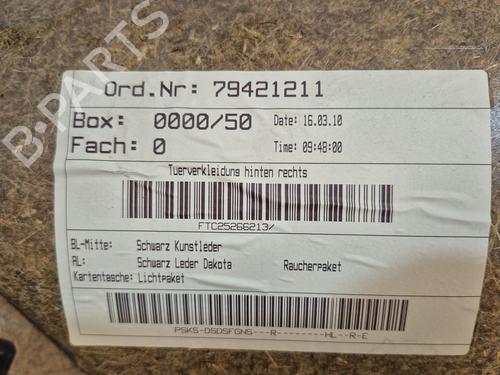 B-PARTS
Ord.Nr: 79421211
Box: 0000/50 Date: 16.03.10
Fach: 0 Time: 09:48:00
Tuerverkleidung hinten rechts
FTC25266213/
BL-Mitte: Schwarz Kunstleder
AL: Schwarz Leder Dakota Raucherpaket
Kartentasche: Lichtpaket
PSKS-DSDSFGNS---R--------HL--R-E